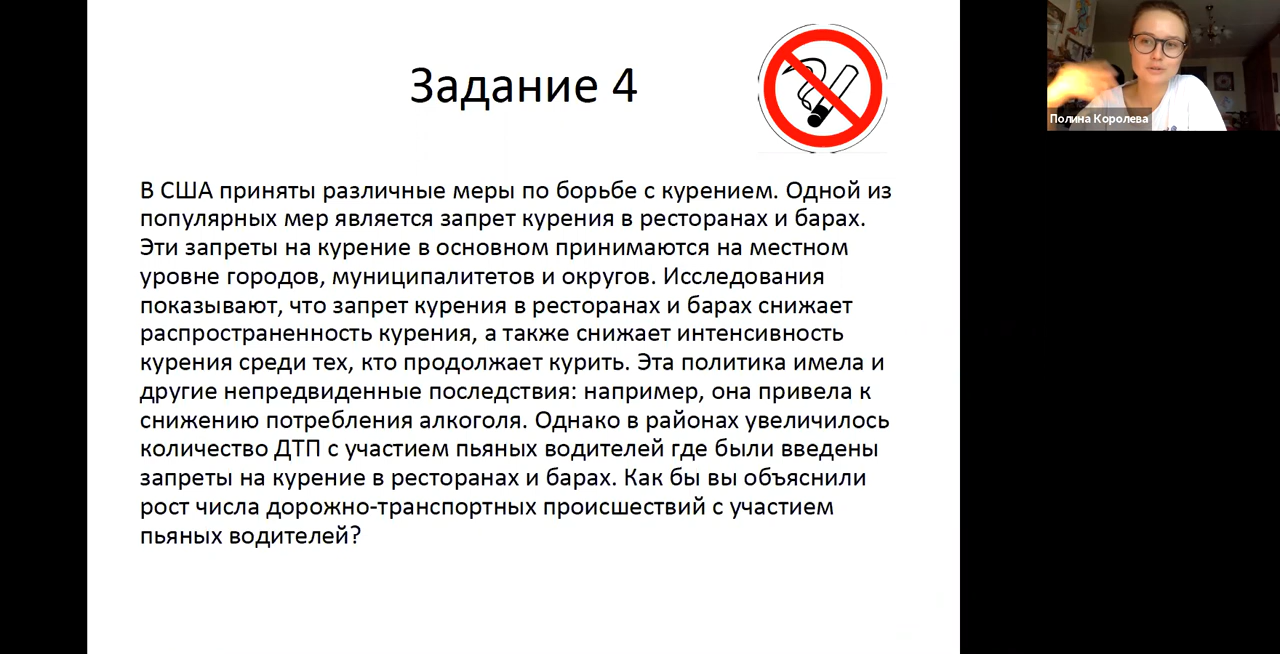 Задание 4
Полина Королева
В США приняты различные меры по борьбе с курением. Одной из
популярных мер является запрет курения в ресторанах и барах.
Эти запреты на курение в основном принимаются на местном
уровне городов, муниципалитетов и округов. Исследования
показывают, что запрет курения в ресторанах и барах снижает
распространенность курения, а также снижает интенсивность
курения среди тех, кто продолжает курить. Эта политика имела и
другие непредвиденные последствия: например, она привела к
снижению потребления алкоголя. Однако в районах увеличилось
количество ДТП с участием пьяных водителей где были введены
запреты на курение в ресторанах и барах. Как бы вы объяснили
рост числа дорожно-транспортных происшествий с участием
пьяных водителей?